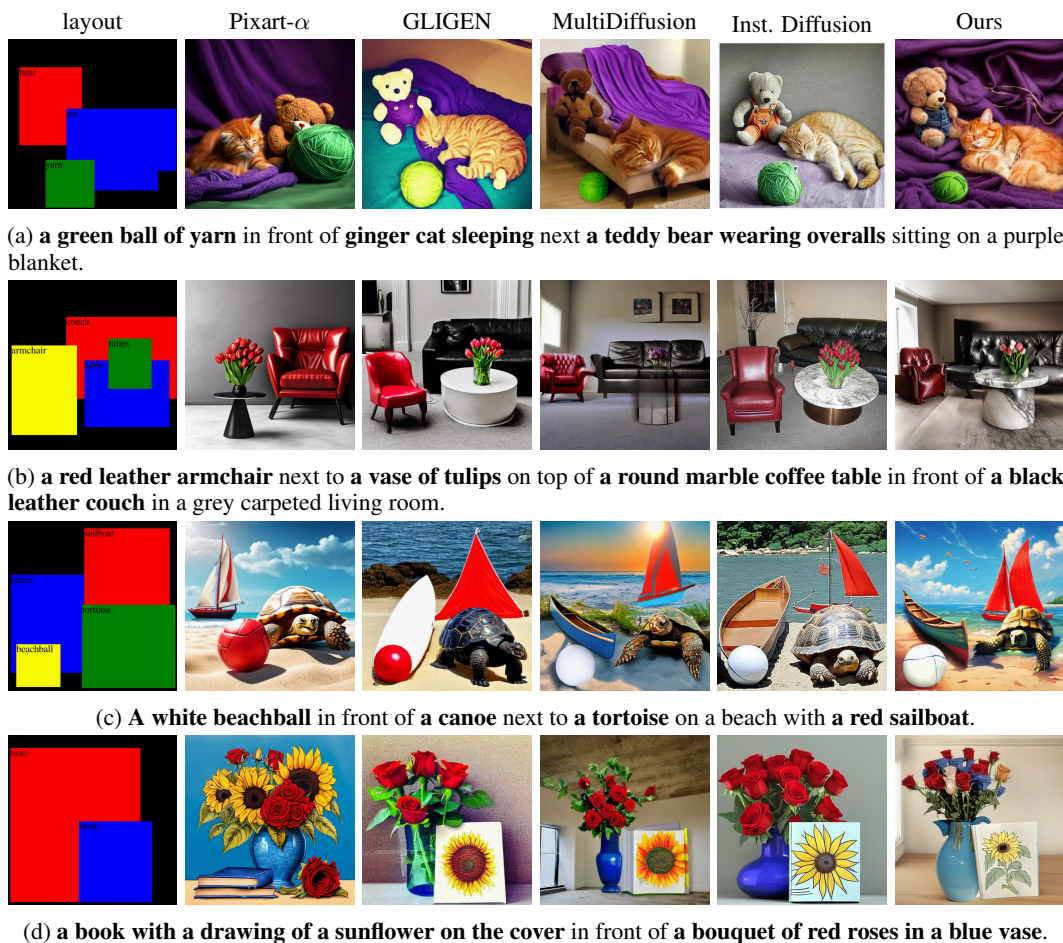 layout Pixart-α GLIGEN MultiDiffusion Inst. Diffusion Ours
bear
cat
yarn
(a) a green ball of yarn in front of ginger cat sleeping next a teddy bear wearing overalls sitting on a purple
blanket.
couch
armchair
tulips
table
(b) a red leather armchair next to a vase of tulips on top of a round marble coffee table in front of a black
leather couch in a grey carpeted living room.
sailboat
canoe
tortoise
beachball
(c) A white beachball in front of a canoe next to a tortoise on a beach with a red sailboat.
vase
book
(d) a book with a drawing of a sunflower on the cover in front of a bouquet of red roses in a blue vase.